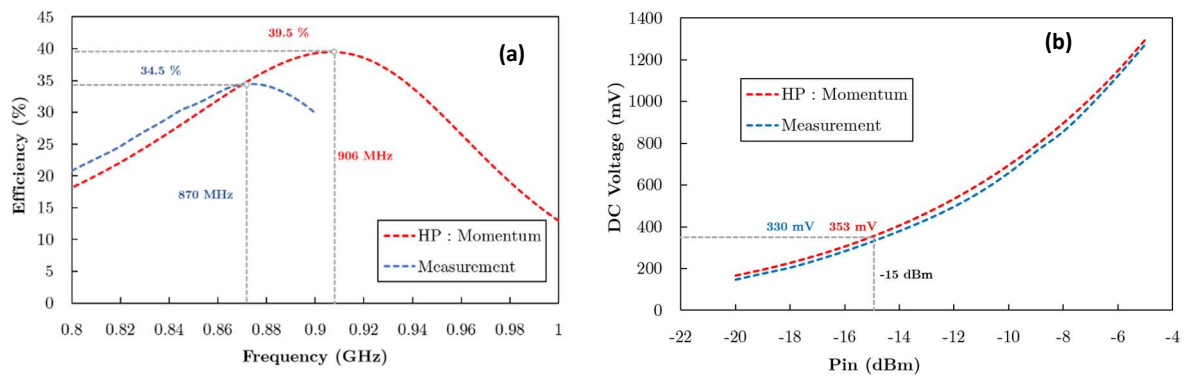 45
40
35
30
25
20
15
10
5
0
Efficiency (%)
39.5 %
(a)
34.5 %
906 MHz
870 MHz
HP : Momentum
Measurement
0.8 0.82 0.84 0.86 0.88 0.9 0.92 0.94 0.96 0.98 1
Frequency (GHz)
1400
1200
1000
800
600
400
200
0
DC Voltage (mV)
(b)
HP : Momentum
Measurement
330 mV 353 mV
-15 dBm
-22 -20 -18 -16 -14 -12 -10 -8 -6 -4
Pin (dBm)